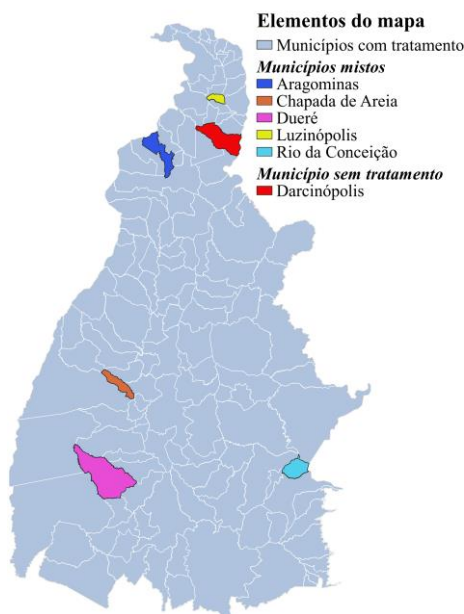 Elementos do mapa
Municípios com tratamento
Municípios mistos
Aragominas
Chapada de Areia
Dueré
Luzinópolis
Rio da Conceição
Município sem tratamento
Darcinópolis